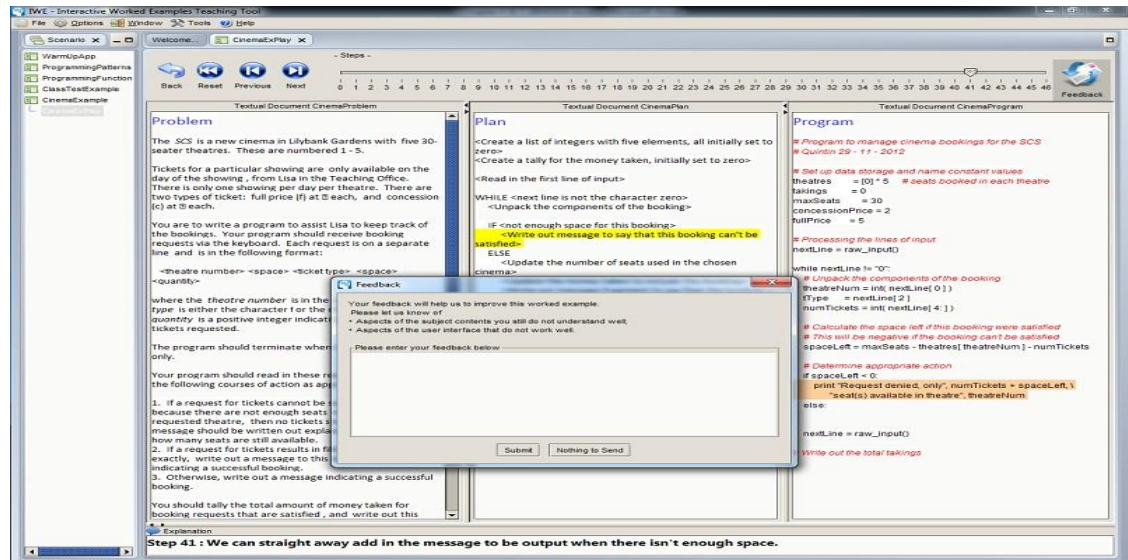 IWE - Interactive Worked Examples Teaching Tool
File Options Window Tools Help
Scenario
WarmUpApp
ProgrammingPatterns
ProgrammingFunction
ClassTestExample
CinemaExample
Welcome...
CinemaExPlay
- Steps -
Back Reset Previous Next
0 1 2 3 4 5 6 7 8 9 10 11 12 13 14 15 16 17 18 19 20 21 22 23 24 25 26 27 28 29 30 31 32 33 34 35 36 37 38 39 40 41 42 43 44 45 46
Feedback
Textual Document CinemaProblem
Problem
The SCS is a new cinema in Lilybank Gardens with five 30-
seater theatres. These are numbered 1 - 5.
Tickets for a particular showing are only available on the
day of the showing , from Lisa in the Teaching Office.
There is only one showing per day per theatre. There are
two types of ticket: full price (f) at each, and concession
(c) at each.
You are to write a program to assist Lisa to keep track of
the bookings. Your program should receive booking
requests via the keyboard. Each request is on a separate
line and is in the following format:
<theatre number> <space> <ticket type> <space>
<quantity>
where the theatre number is in the
type is either the character f or the
quantity is a positive integer indicati
tickets requested.
The program should terminate when
only.
Your program should read in these re
the following courses of action as app
1. If a request for tickets cannot be s
because there are not enough seats
requested theatre, then no tickets s
message should be written out expla
how many seats are still available.
2. If a request for tickets results in fi
exactly, write out a message to this
indicating a successful booking.
3. Otherwise, write out a message indicating a successful
booking.
You should tally the total amount of money taken for
booking requests that are satisfied , and write out this
Textual Document CinemaPlan
Plan
<Create a list of integers with five elements, all initially set to
zero>
<Create a tally for the money taken, initially set to zero>
<Read in the first line of input>
WHILE <next line is not the character zero>
<Unpack the components of the booking>
IF <not enough space for this booking>
<Write out message to say that this booking can't be
satisfied>
ELSE
<Update the number of seats used in the chosen
cinema>
Textual Document CinemaProgram
Program
# Program to manage cinema bookings for the SCS
# Quintin 29 - 11 - 2012
# Set up data storage and name constant values
theatres = [0] * 5 # seats booked in each theatre
takings = 0
maxSeats = 30
concessionPrice = 2
fullPrice = 5
# Processing the lines of input
nextLine = raw_input()
while nextLine != "0":
# Unpack the components of the booking
theatreNum = int( nextLine[ 0 ] )
tType = nextLine[ 2 ]
numTickets = int( nextLine[ 4: ] )
# Calculate the space left if this booking were satisfied
# This will be negative if the booking can't be satisfied
spaceLeft = maxSeats - theatres[ theatreNum ] - numTickets
# Determine appropriate action
if spaceLeft < 0:
print "Request denied, only", numTickets + spaceLeft, \
"seat(s) available in theatre", theatreNum
else:
nextLine = raw_input()
# Write out the total takings
Feedback
Your feedback will help us to improve this worked example.
Please let us know of
• Aspects of the subject contents you still do not understand well;
• Aspects of the user interface that do not work well.
Please enter your feedback below
Submit Nothing to Send
Explanation
Step 41 : We can straight away add in the message to be output when there isn't enough space.